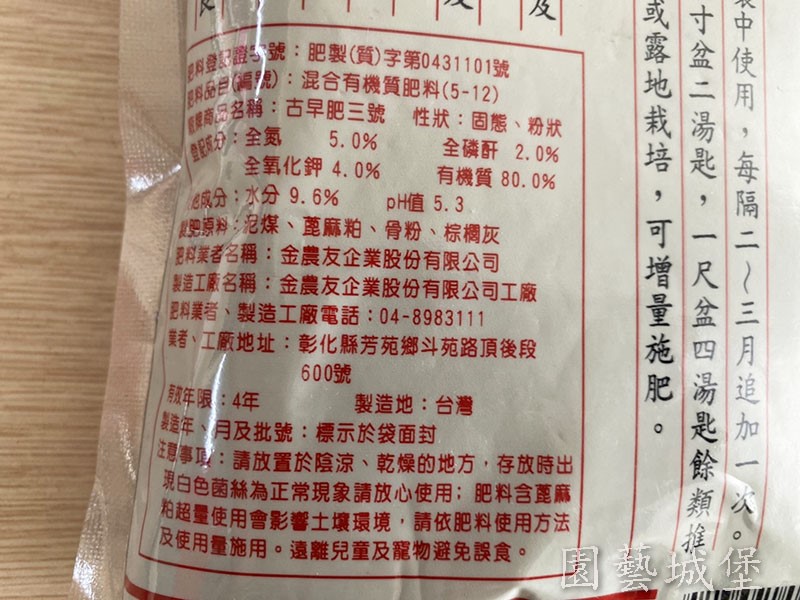 及
及
裝中使用，每隔二～三月追加一次。
寸盆二湯匙，一尺盆四湯匙餘類推
或露地栽培，可增量施肥。
肥料登記證字號：肥製(質)字第0431101號
肥料品目(編號)：混合有機質肥料(5-12)
商品名稱：古早肥三號 性狀：固態、粉狀
登記成分：全氮 5.0% 全磷酐 2.0%
全氧化鉀 4.0% 有機質 80.0%
其他成分：水分 9.6% pH值 5.3
製肥原料：泥煤、蓖麻粕、骨粉、棕櫚灰
肥料業者名稱：金農友企業股份有限公司
製造工廠名稱：金農友企業股份有限公司工廠
肥料業者、製造工廠電話：04-8983111
業者、工廠地址：彰化縣芳苑鄉斗苑路頂後段
600號
有效年限：4年 製造地：台灣
製造年、月及批號：標示於袋面封
注意事項：請放置於陰涼、乾燥的地方，存放時出
現白色菌絲為正常現象請放心使用；肥料含蓖麻
粕超量使用會影響土壤環境，請依肥料使用方法
及使用量施用。遠離兒童及寵物避免誤食。
園藝城堡